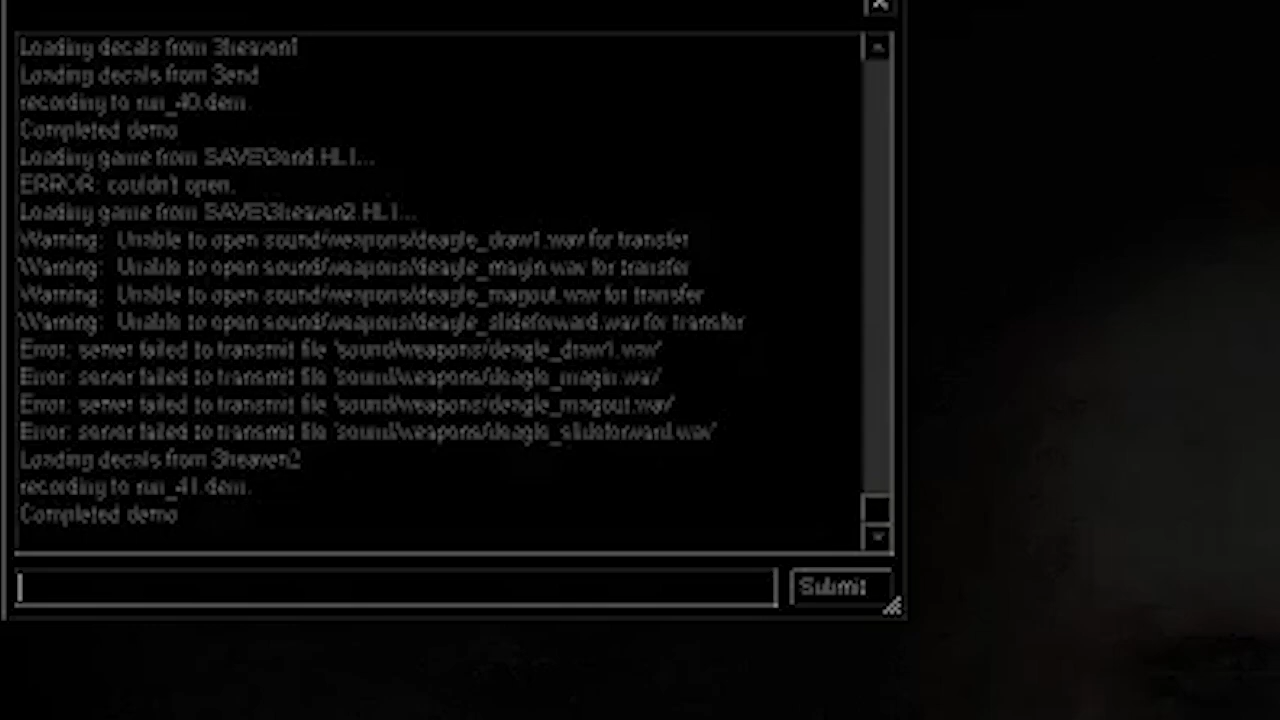 Loading decals from 3heaven1
Loading decals from 3end
recording to run_40.dem.
Completed demo
Loading game from SAVE\3end.HL1...
ERROR: couldn't open.
Loading game from SAVE\3heaven2.HL1...
Warning:  Unable to open sound/weapons/deagle_draw1.wav for transfer
Warning:  Unable to open sound/weapons/deagle_magin.wav for transfer
Warning:  Unable to open sound/weapons/deagle_magout.wav for transfer
Warning:  Unable to open sound/weapons/deagle_slideforward.wav for transfer
Error: server failed to transmit file 'sound/weapons/deagle_draw1.wav'
Error: server failed to transmit file 'sound/weapons/deagle_magin.wav'
Error: server failed to transmit file 'sound/weapons/deagle_magout.wav'
Error: server failed to transmit file 'sound/weapons/deagle_slideforward.wav'
Loading decals from 3heaven2
recording to run_41.dem.
Completed demo
Submit